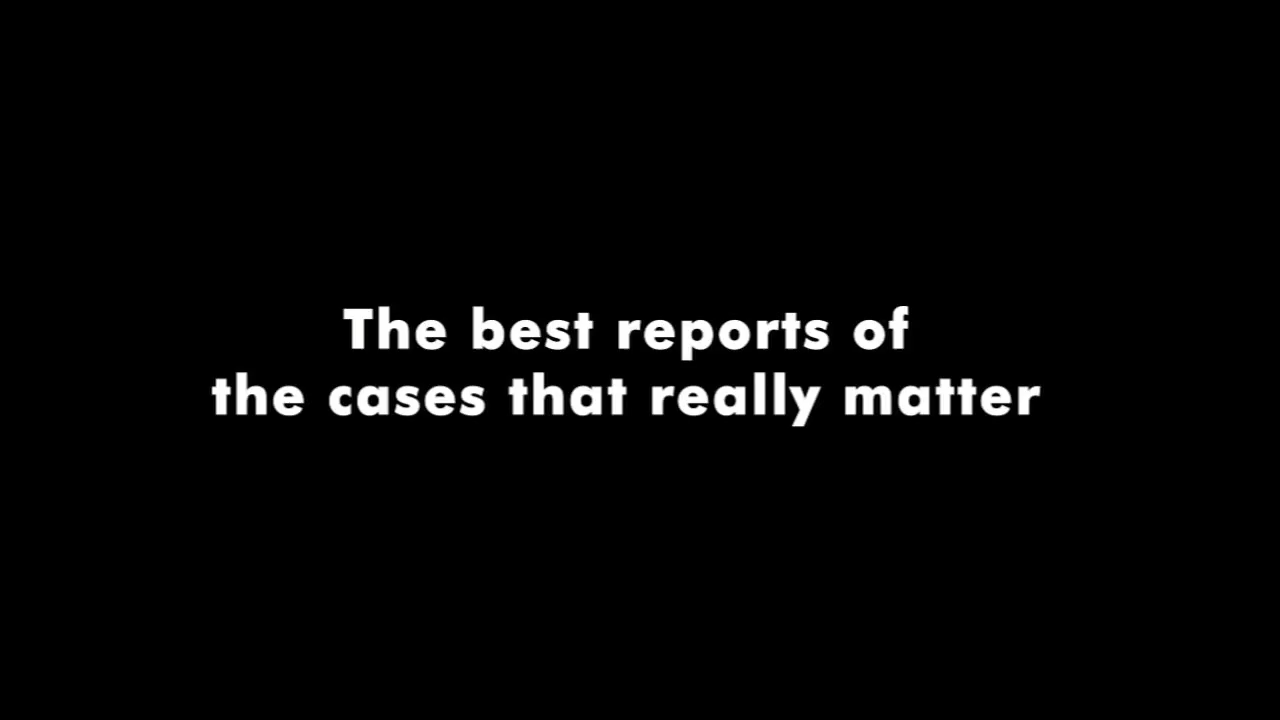 The best reports of
the cases that really matter